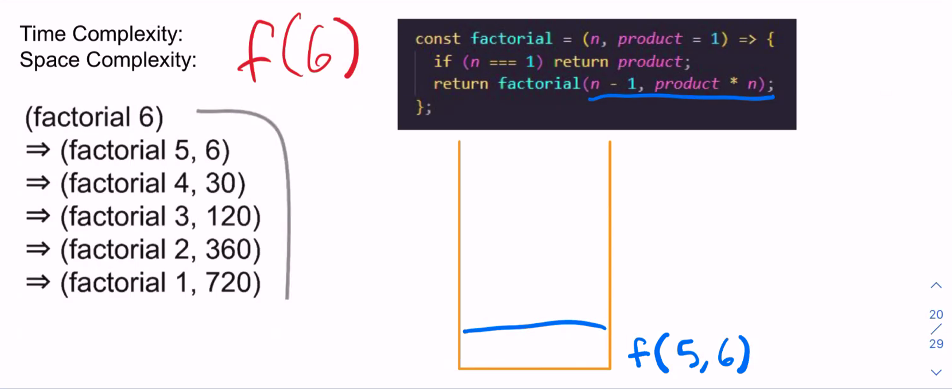 Time Complexity:
Space Complexity:
f(6)
(factorial 6)
⇒ (factorial 5, 6)
⇒ (factorial 4, 30)
⇒ (factorial 3, 120)
⇒ (factorial 2, 360)
⇒ (factorial 1, 720)
const factorial = (n, product = 1) => {
if (n === 1) return product;
return factorial(n - 1, product * n);
};
f(5,6)
20
/
29